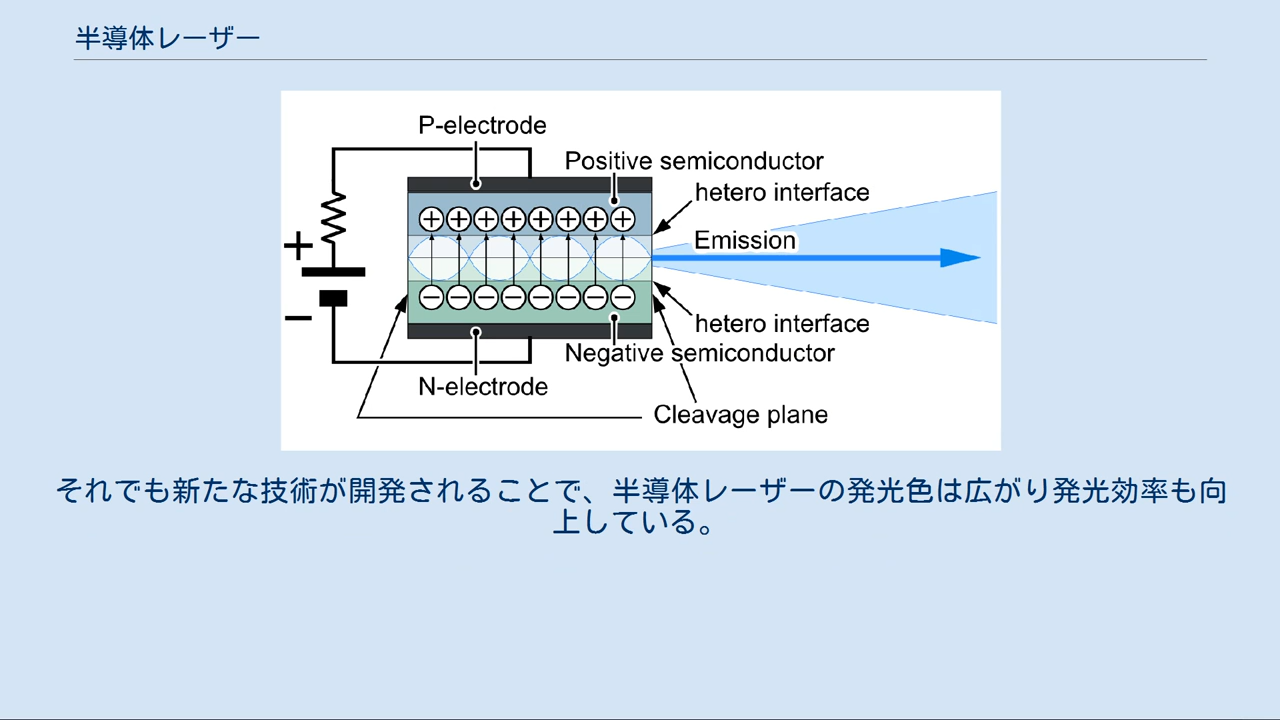 半導体レーザー
P-electrode
Positive semiconductor
hetero interface
Emission
hetero interface
Negative semiconductor
N-electrode
Cleavage plane
それでも新たな技術が開発されることで、半導体レーザーの発光色は広がり発光効率も向
上している。